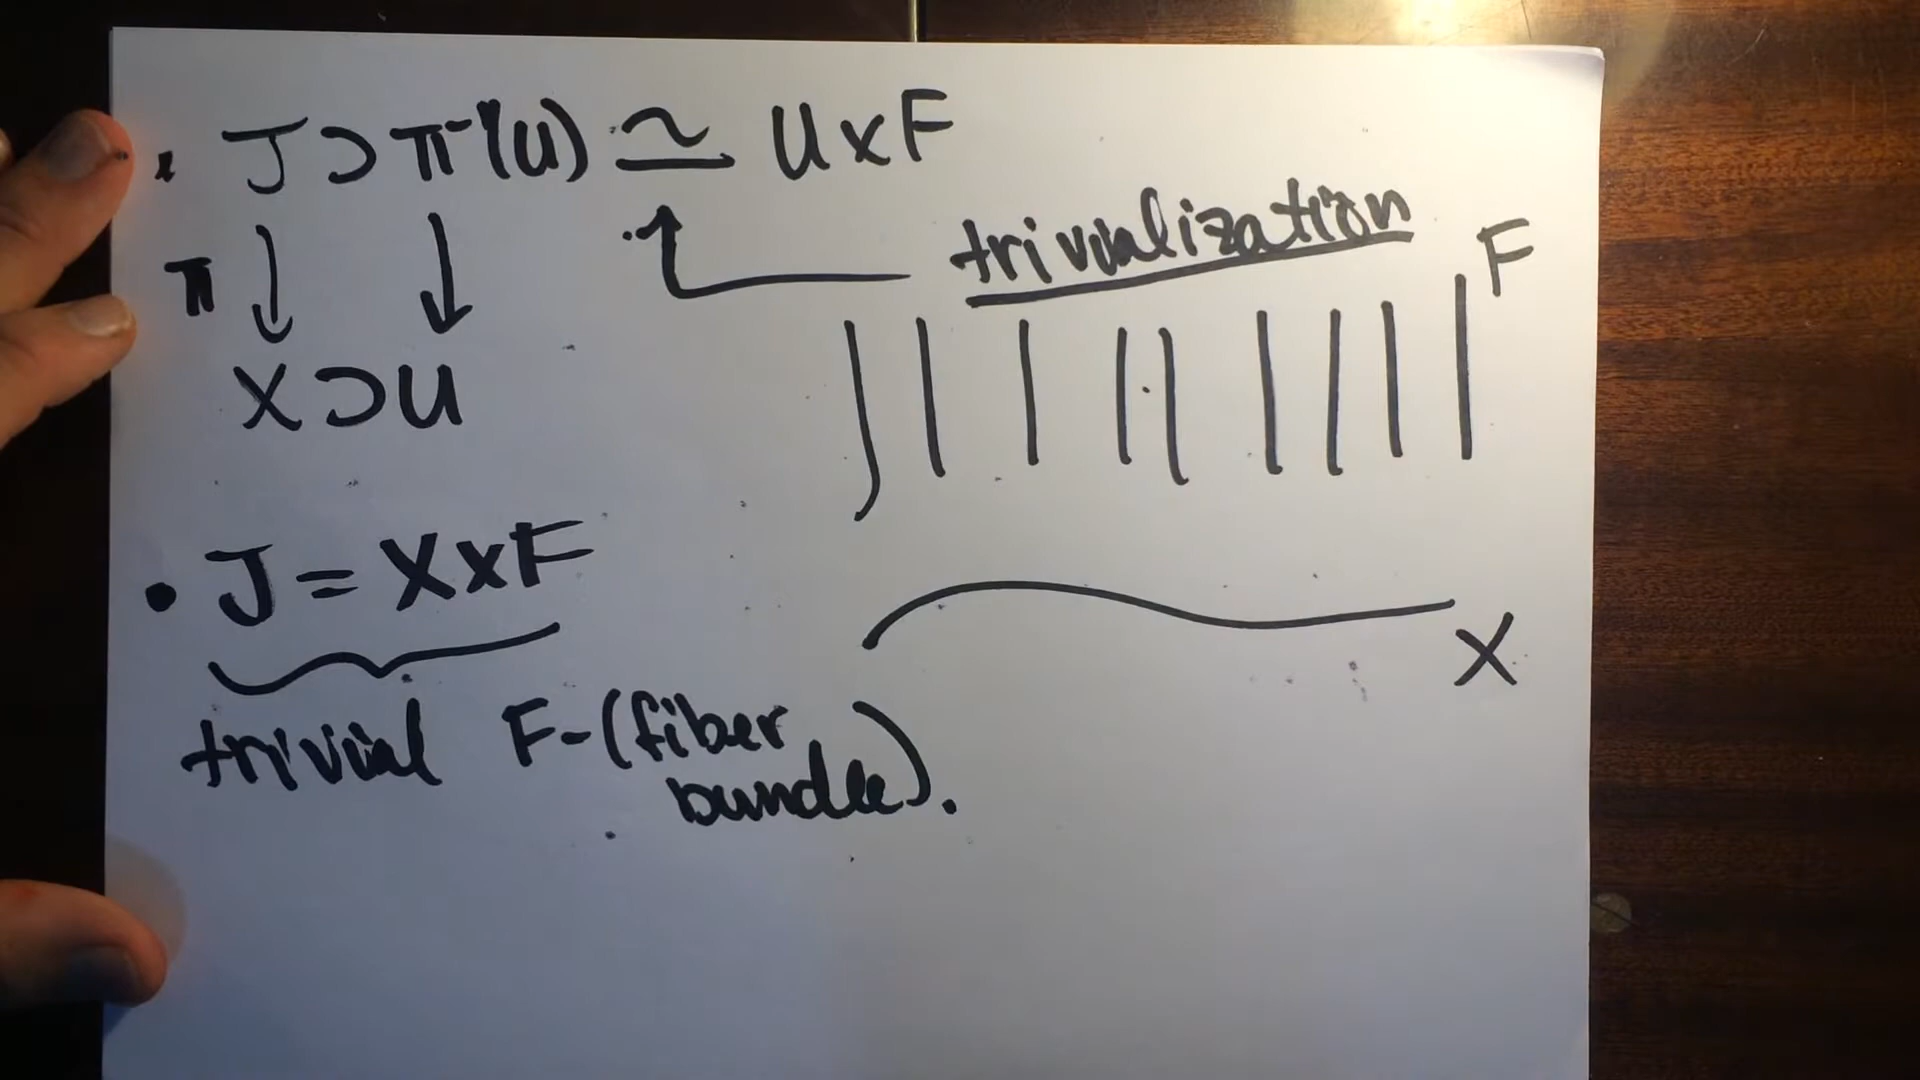 J ⊃ π⁻¹(U) ≃ U×F
trivialization
F
π
X ⊃ U
• J = X×F
X
trivial F-(fiber
bundle).